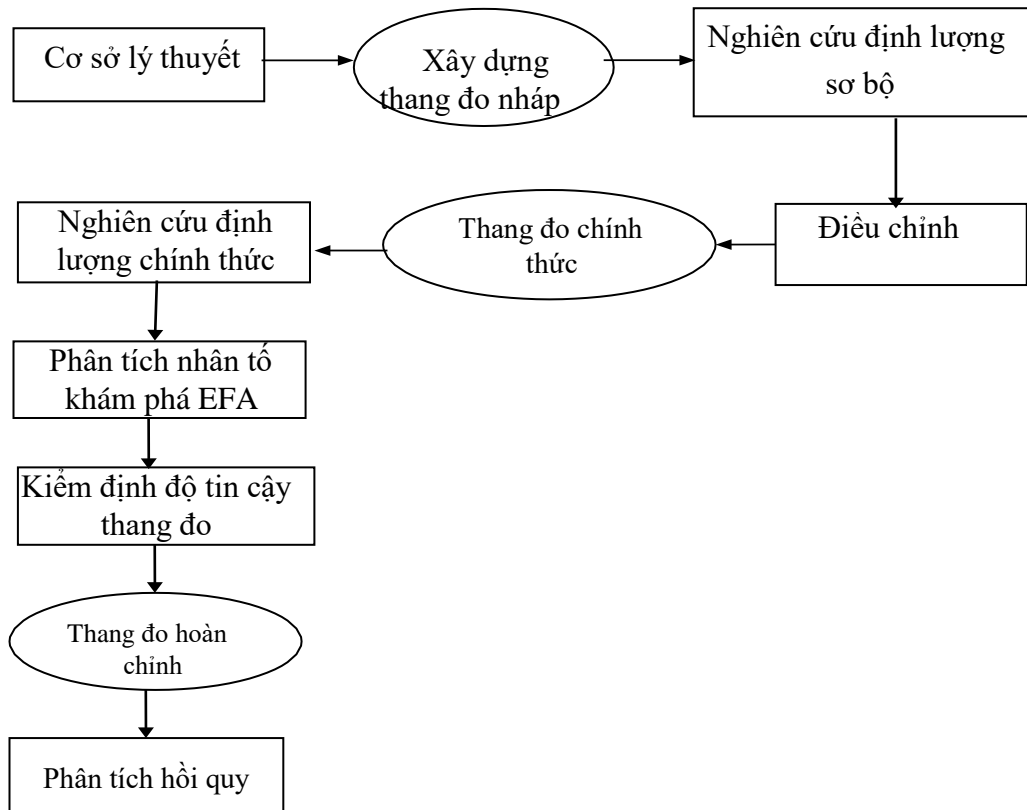 Cơ sở lý thuyết
Xây dựng
thang đo nháp
Nghiên cứu định lượng
sơ bộ
Điều chỉnh
Thang đo chính
thức
Nghiên cứu định
lượng chính thức
Phân tích nhân tố
khám phá EFA
Kiểm định độ tin cậy
thang đo
Thang đo hoàn
chỉnh
Phân tích hồi quy